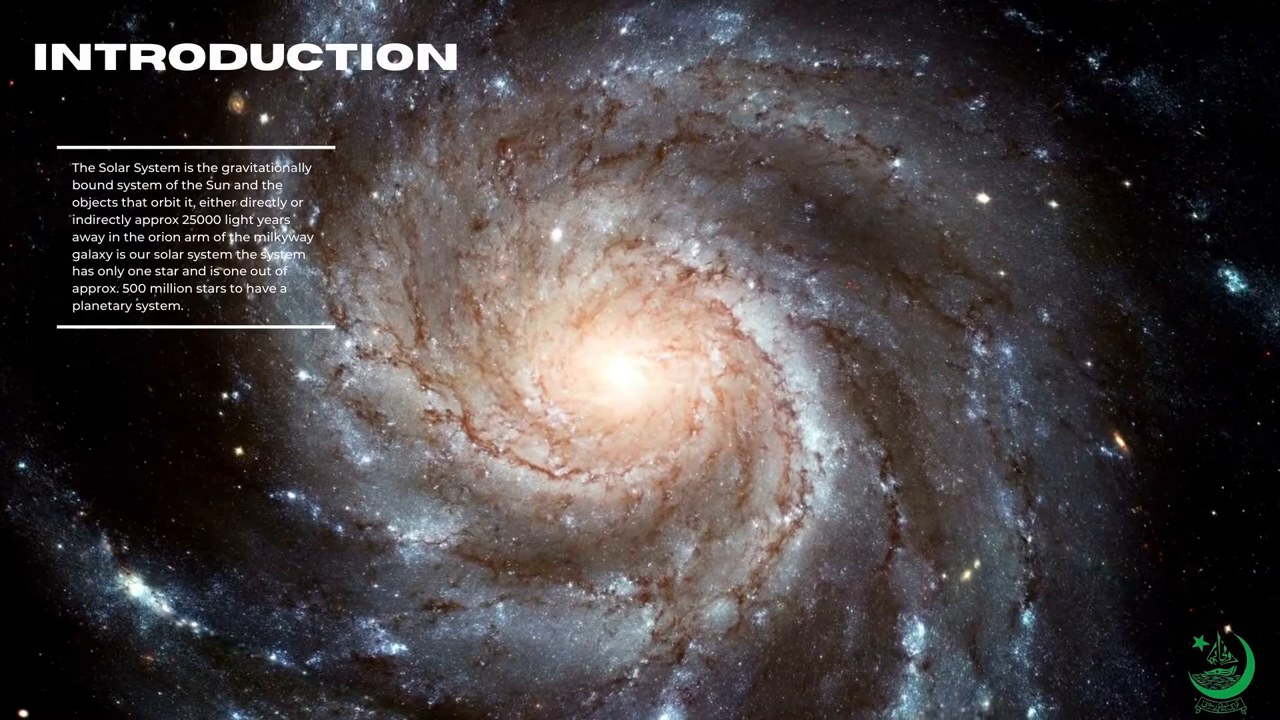 INTRODUCTION
The Solar System is the gravitationally
bound system of the Sun and the
objects that orbit it, either directly or
indirectly approx 25000 light years
away in the orion arm of the milkyway
galaxy is our solar system the system
has only one star and is one out of
approx. 500 million stars to have a
planetary system.